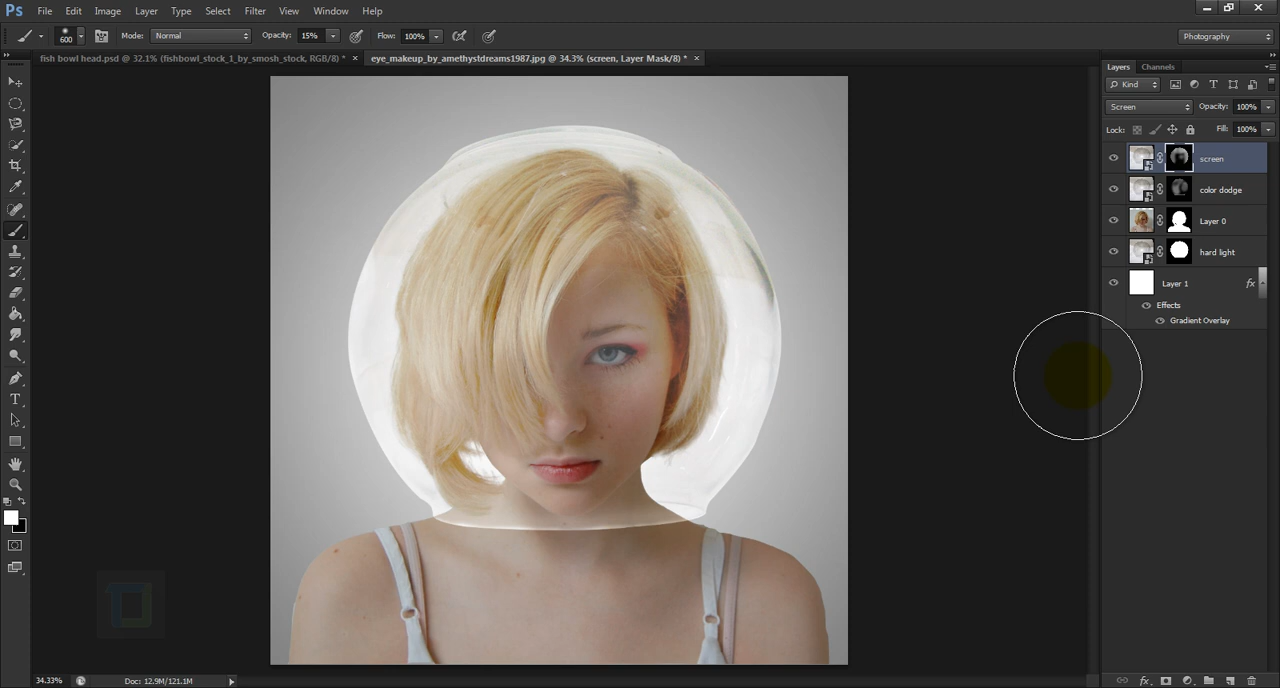 Ps File Edit Image Layer Type Select Filter View Window Help
600 Mode: Normal Opacity: 15% Flow: 100% Photography
fish bowl head.psd @ 32.1% (fishbowl_stock_1_by_smosh_stock, RGB/8) * × eye_makeup_by_amethystdreams1987.jpg @ 34.3% (screen, Layer Mask/8) * ×
Layers Channels
Kind
Screen Opacity: 100%
Lock: Fill: 100%
screen
color dodge
Layer 0
hard light
Layer 1 fx
Effects
Gradient Overlay
34.33% Doc: 12.9M/121.1M
fx